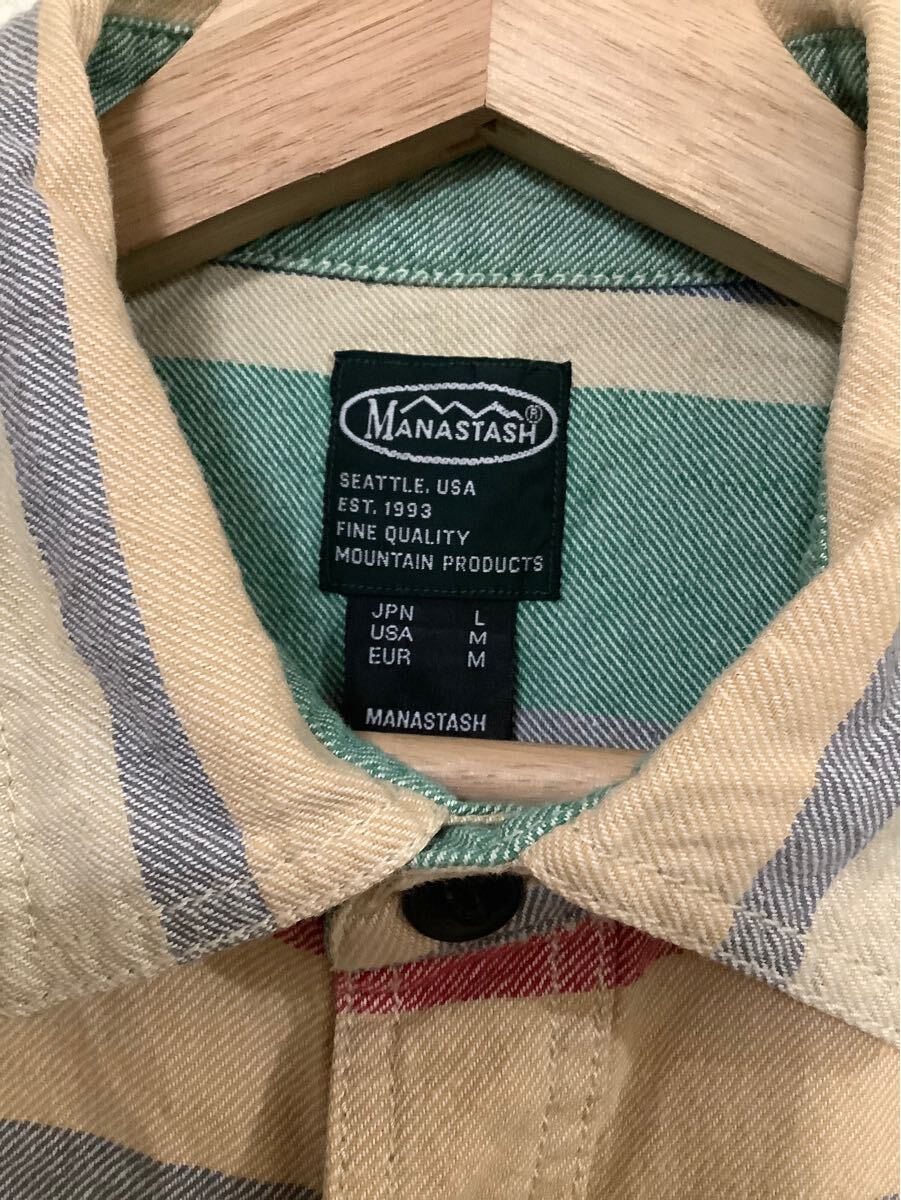 MANASTASH®
SEATTLE, USA
EST. 1993
FINE QUALITY
MOUNTAIN PRODUCTS
JPN L
USA M
EUR M
MANASTASH